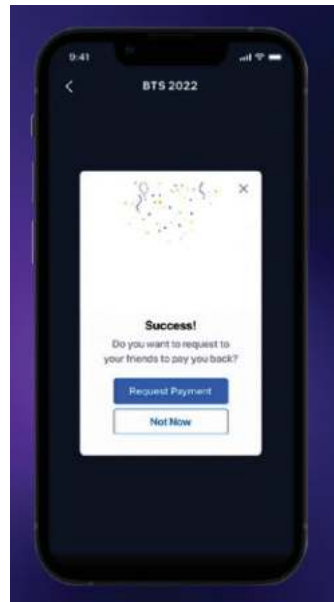 9:41
BTS 2022
Success!
Do you want to request to
your friends to pay you back?
Request Payment
Not Now